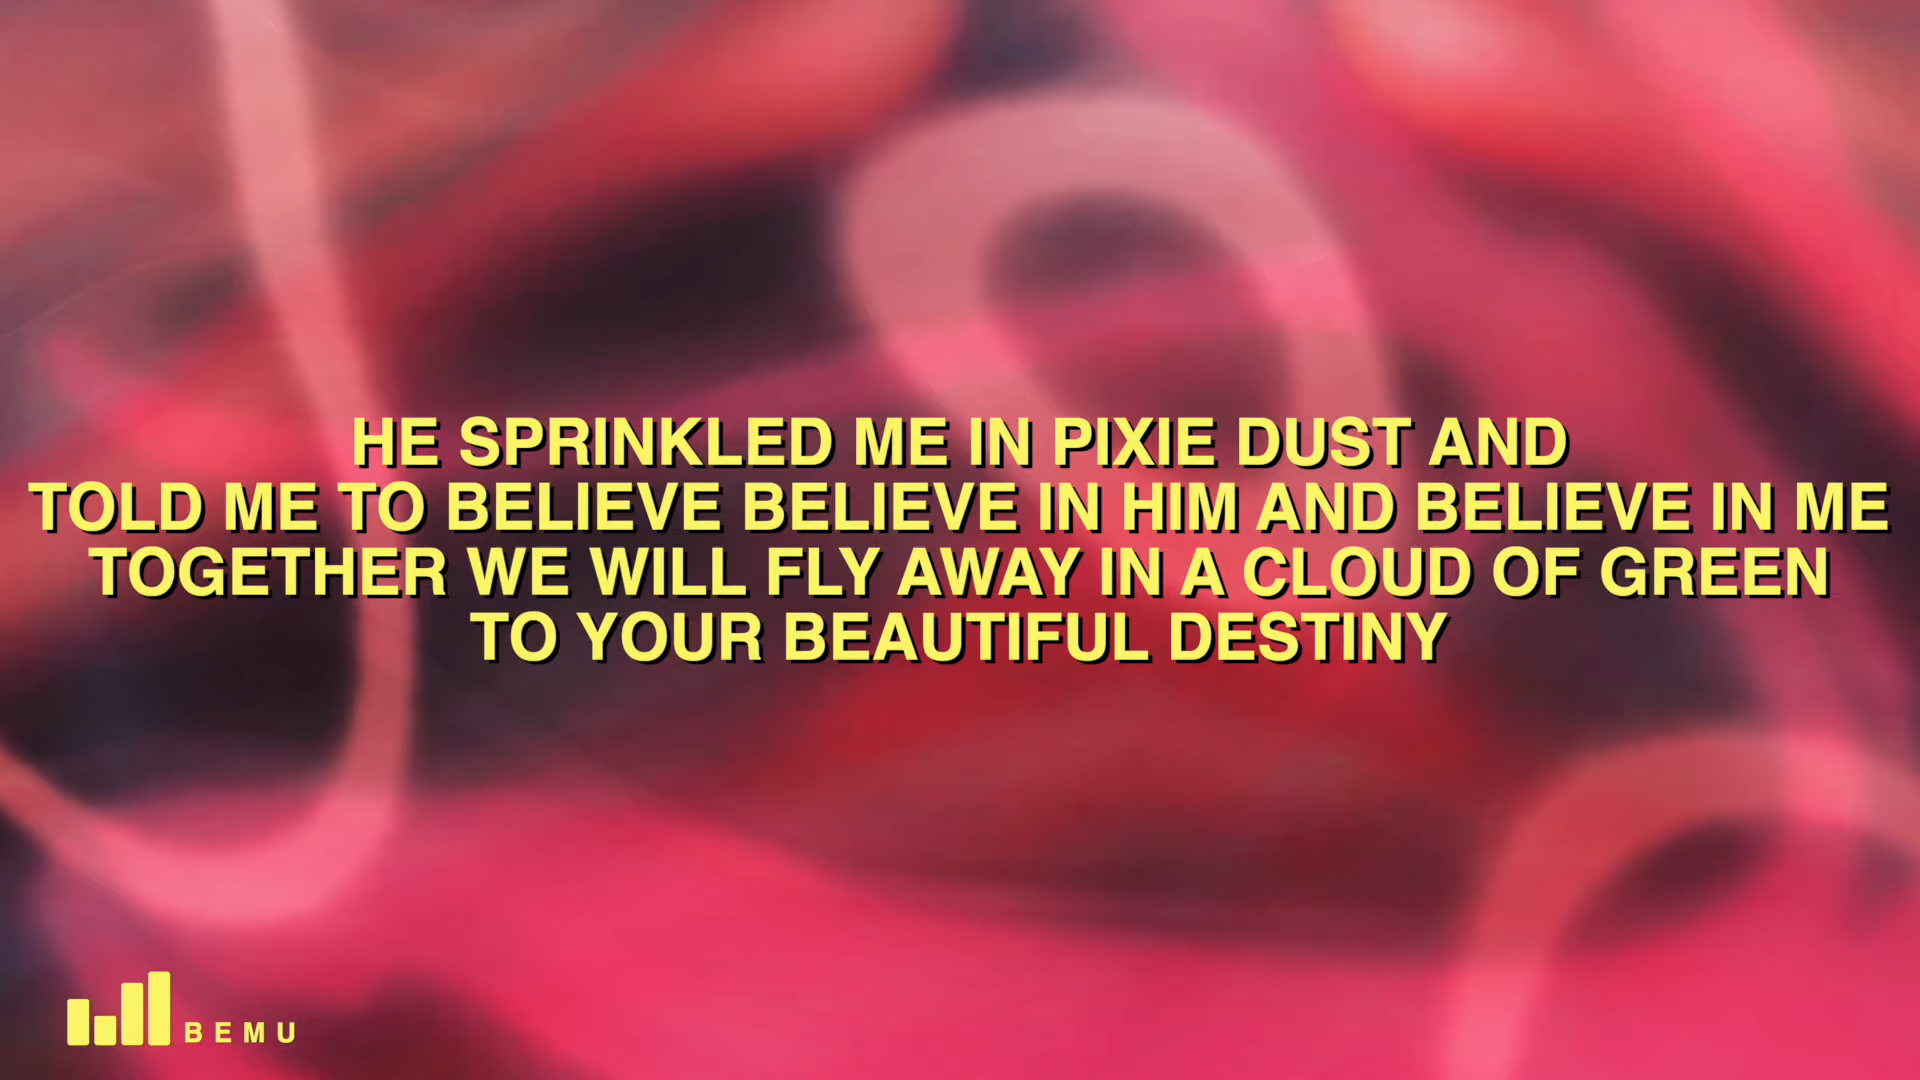 HE SPRINKLED ME IN PIXIE DUST AND
TOLD ME TO BELIEVE BELIEVE IN HIM AND BELIEVE IN ME
TOGETHER WE WILL FLY AWAY IN A CLOUD OF GREEN
TO YOUR BEAUTIFUL DESTINY
BEMU